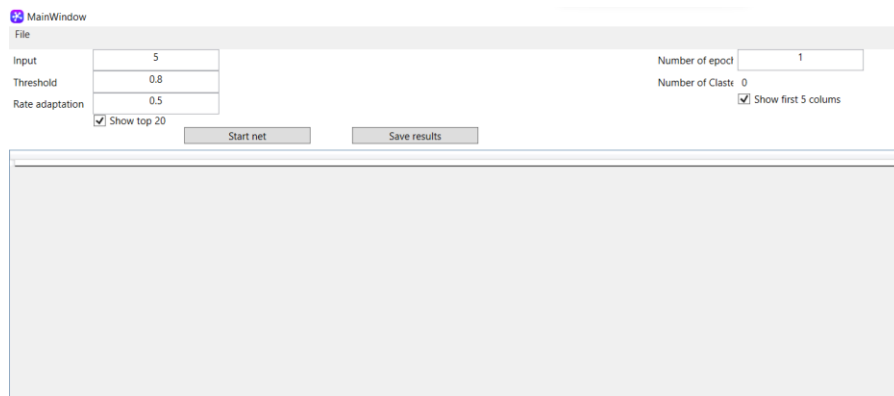 MainWindow
File
Input 5
Number of epoch 1
Threshold 0.8
Number of Claste 0
Rate adaptation 0.5
Show first 5 colums
Show top 20
Start net
Save results